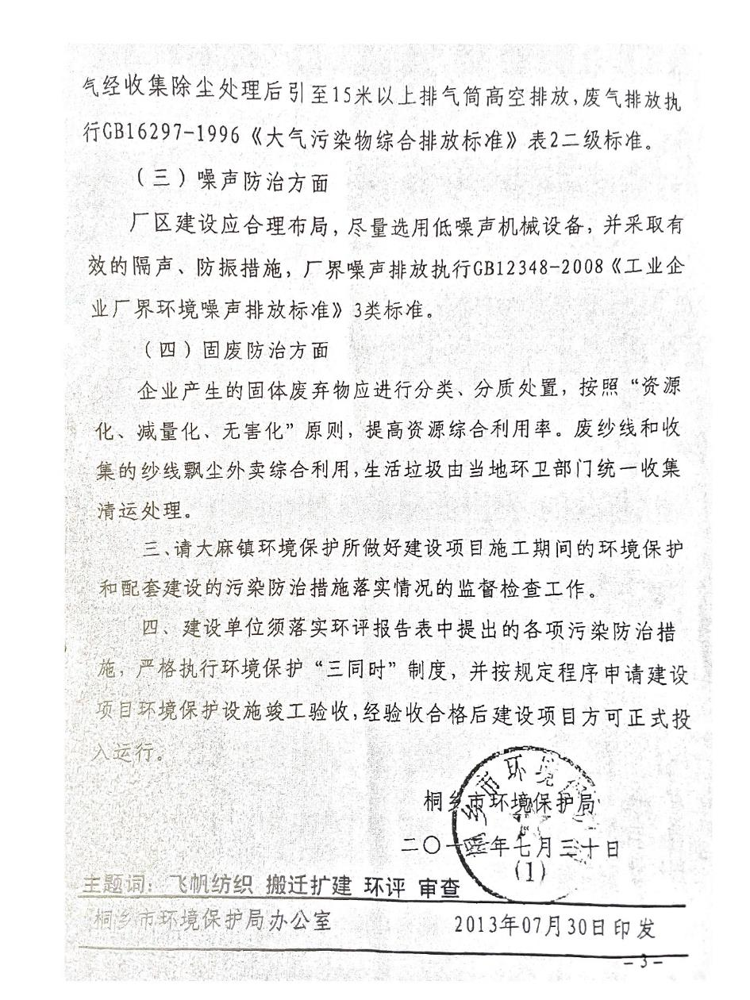 气经收集除尘处理后引至15米以上排气筒高空排放，废气排放执
行GB16297-1996《大气污染物综合排放标准》表2二级标准。
（三）噪声防治方面
厂区建设应合理布局，尽量选用低噪声机械设备，并采取有
效的隔声、防振措施，厂界噪声排放执行GB12348-2008《工业企
业厂界环境噪声排放标准》3类标准。
（四）固废防治方面
企业产生的固体废弃物应进行分类、分质处置，按照“资源
化、减量化、无害化”原则，提高资源综合利用率。废纱线和收
集的纱线飘尘外卖综合利用，生活垃圾由当地环卫部门统一收集
清运处理。
三、请大麻镇环境保护所做好建设项目施工期间的环境保护
和配套建设的污染防治措施落实情况的监督检查工作。
四、建设单位须落实环评报告表中提出的各项污染防治措
施，严格执行环境保护“三同时”制度，并按规定程序申请建设
项目环境保护设施竣工验收，经验收合格后建设项目方可正式投
入运行。
桐乡市环境保护局
二〇一三年七月三十日
(1)
主题词：飞帆纺织 搬迁扩建 环评 审查
桐乡市环境保护局办公室 2013年07月30日印发
-3-